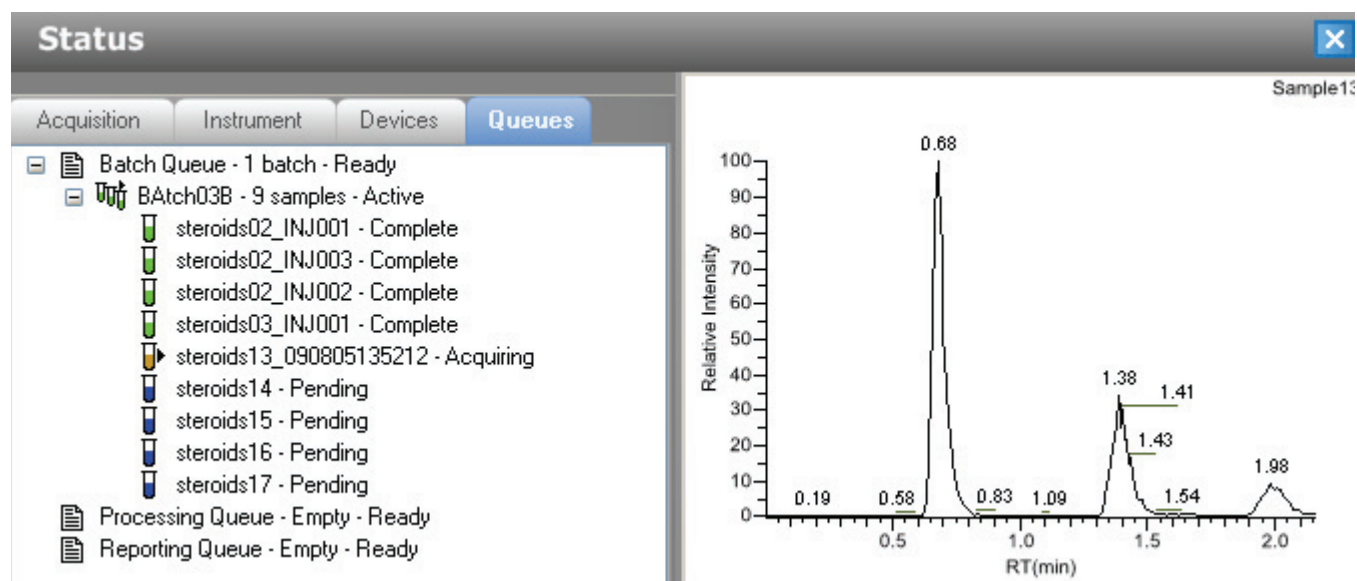 Status
Acquisition Instrument Devices Queues
Batch Queue - 1 batch - Ready
BAtch03B - 9 samples - Active
steroids02_INJ001 - Complete
steroids02_INJ003 - Complete
steroids02_INJ002 - Complete
steroids03_INJ001 - Complete
steroids13_090805135212 - Acquiring
steroids14 - Pending
steroids15 - Pending
steroids16 - Pending
steroids17 - Pending
Processing Queue - Empty - Ready
Reporting Queue - Empty - Ready
Sample13
0.68
100
90
80
70
60
50
40
30
20
10
0
Relative Intensity
1.38
1.41
1.43
1.98
0.19 0.58 0.83 1.09 1.54
0.5 1.0 1.5 2.0
RT(min)